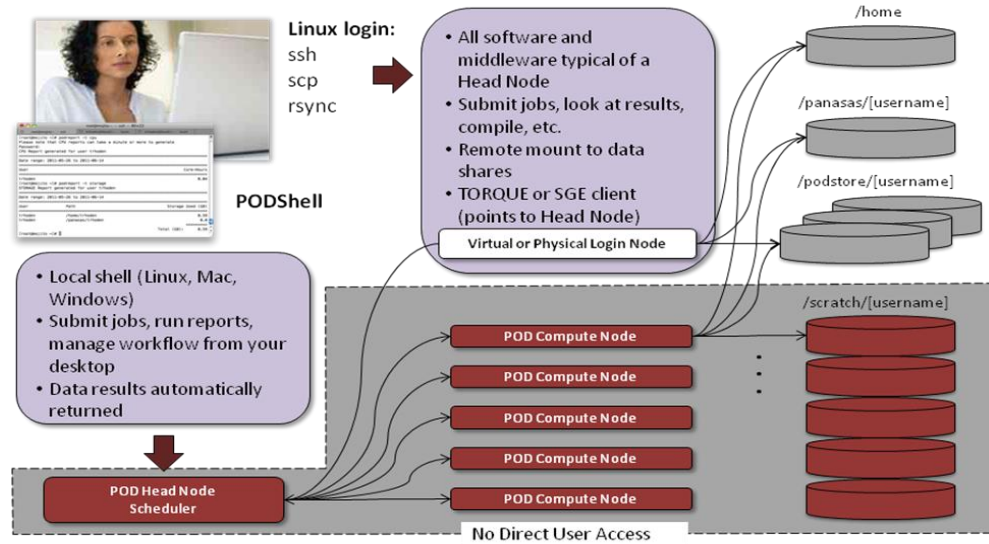 Linux login:
ssh
scp
rsync
PODShell
• Local shell (Linux, Mac,
Windows)
• Submit jobs, run reports,
manage workflow from your
desktop
• Data results automatically
returned
• All software and
middleware typical of a
Head Node
• Submit jobs, look at results,
compile, etc.
• Remote mount to data
shares
• TORQUE or SGE client
(points to Head Node)
Virtual or Physical Login Node
/home
/panasas/[username]
/podstore/[username]
/scratch/[username]
POD Compute Node
POD Compute Node
POD Compute Node
POD Compute Node
POD Compute Node
POD Head Node
Scheduler
No Direct User Access